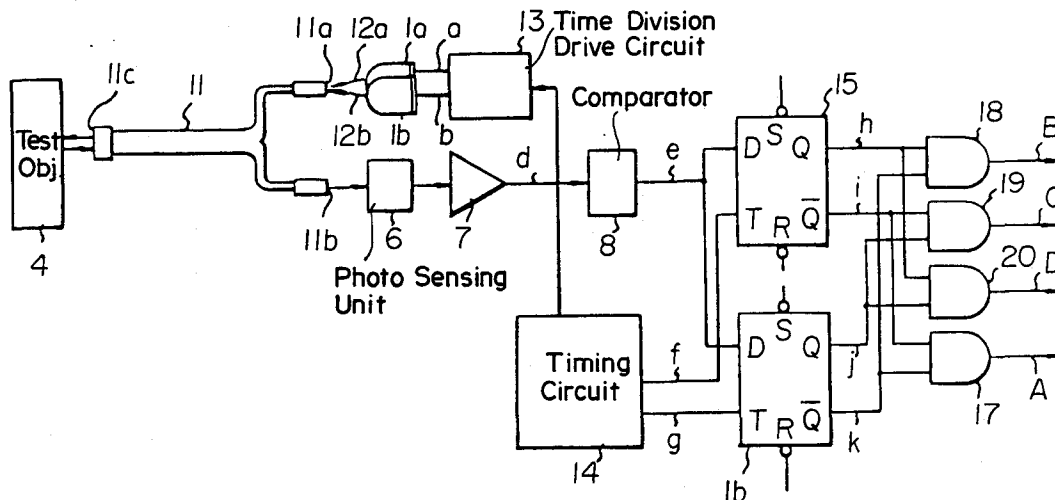 11a 12a 1a a 13 Time Division
Drive Circuit
11c 11
12b 1b b
Comparator
15
18
Test
Obj.
4
11b 6 7 d 8 e
Photo Sensing
Unit
D S Q
T R Q̅
h
i
B
19
C
20
D
Timing
Circuit
14
f
g
D S Q
T R Q̅
1b
j
k
17
A